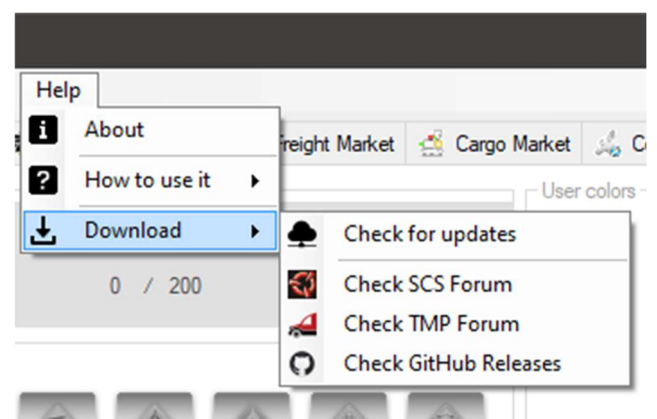 Help
About
Freight Market
Cargo Market
How to use it
User colors
Download
Check for updates
0 / 200
Check SCS Forum
Check TMP Forum
Check GitHub Releases